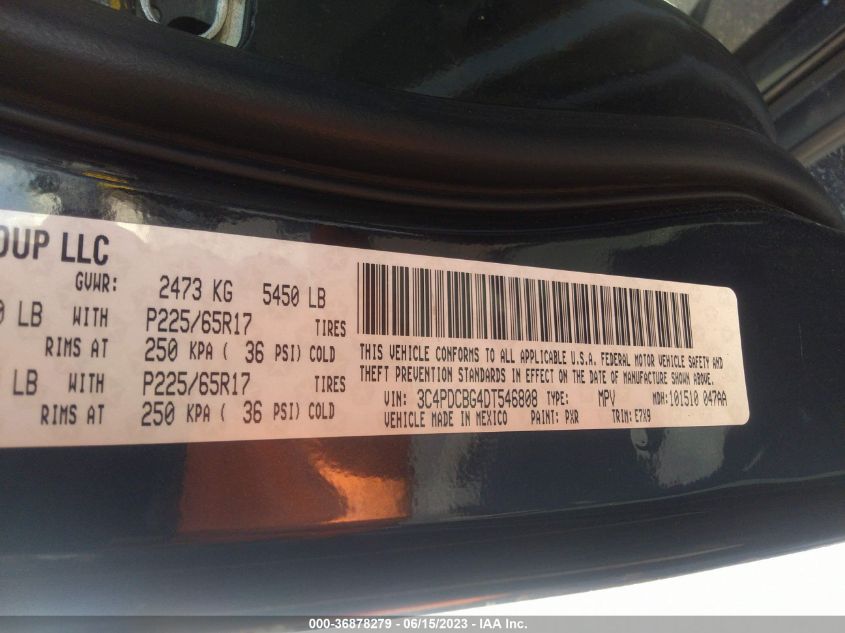 OUP LLC
GVWR: 2473 KG 5450 LB
LB WITH P225/65R17 TIRES
RIMS AT 250 KPA ( 36 PSI) COLD
LB WITH P225/65R17 TIRES
RIMS AT 250 KPA ( 36 PSI) COLD
THIS VEHICLE CONFORMS TO ALL APPLICABLE U.S.A. FEDERAL MOTOR VEHICLE SAFETY AND
THEFT PREVENTION STANDARDS IN EFFECT ON THE DATE OF MANUFACTURE SHOWN ABOVE.
VIN: 3C4PDCBG4DT546808 TYPE: MPV MDH: 101510 047AA
VEHICLE MADE IN MEXICO PAINT: PXR TRIM: E7X9
000-36878279 - 06/15/2023 - IAA Inc.